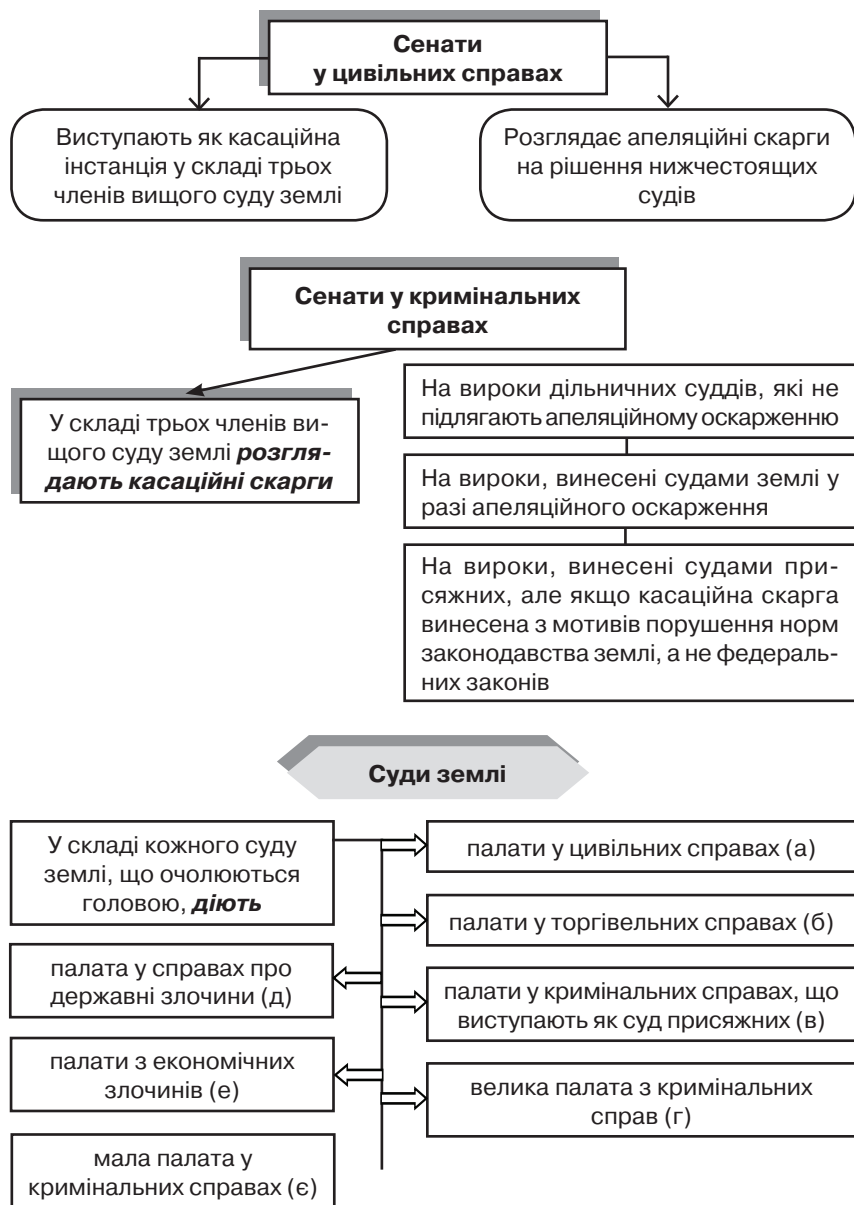 Сенати
у цивільних справах
Виступають як касаційна
інстанція у складі трьох
членів вищого суду землі
Розглядає апеляційні скарги
на рішення нижчестоящих
судів
Сенати у кримінальних
справах
У складі трьох членів ви-
щого суду землі розгля-
дають касаційні скарги
На вироки дільничних суддів, які не
підлягають апеляційному оскарженню
На вироки, винесені судами землі у
разі апеляційного оскарження
На вироки, винесені судами при-
сяжних, але якщо касаційна скарга
винесена з мотивів порушення норм
законодавства землі, а не федераль-
них законів
Суди землі
У складі кожного суду
землі, що очолюються
головою, діють
палати у цивільних справах (а)
палати у торгівельних справах (б)
палата у справах про
державні злочини (д)
палати у кримінальних справах, що
виступають як суд присяжних (в)
палати з економічних
злочинів (е)
велика палата з кримінальних
справ (г)
мала палата у
кримінальних справах (є)